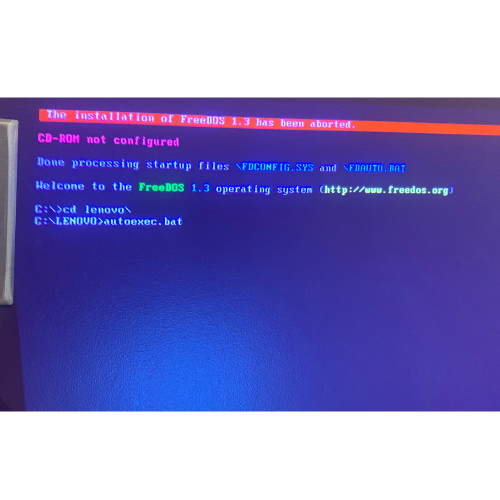 The installation of FreeDOS 1.3 has been aborted.
CD-ROM not configured
Done processing startup files \FDCONFIG.SYS and \FDAUTO.BAT
Welcome to the FreeDOS 1.3 operating system (http://www.freedos.org)
C:\>cd lenovo\
C:\LENOVO>autoexec.bat